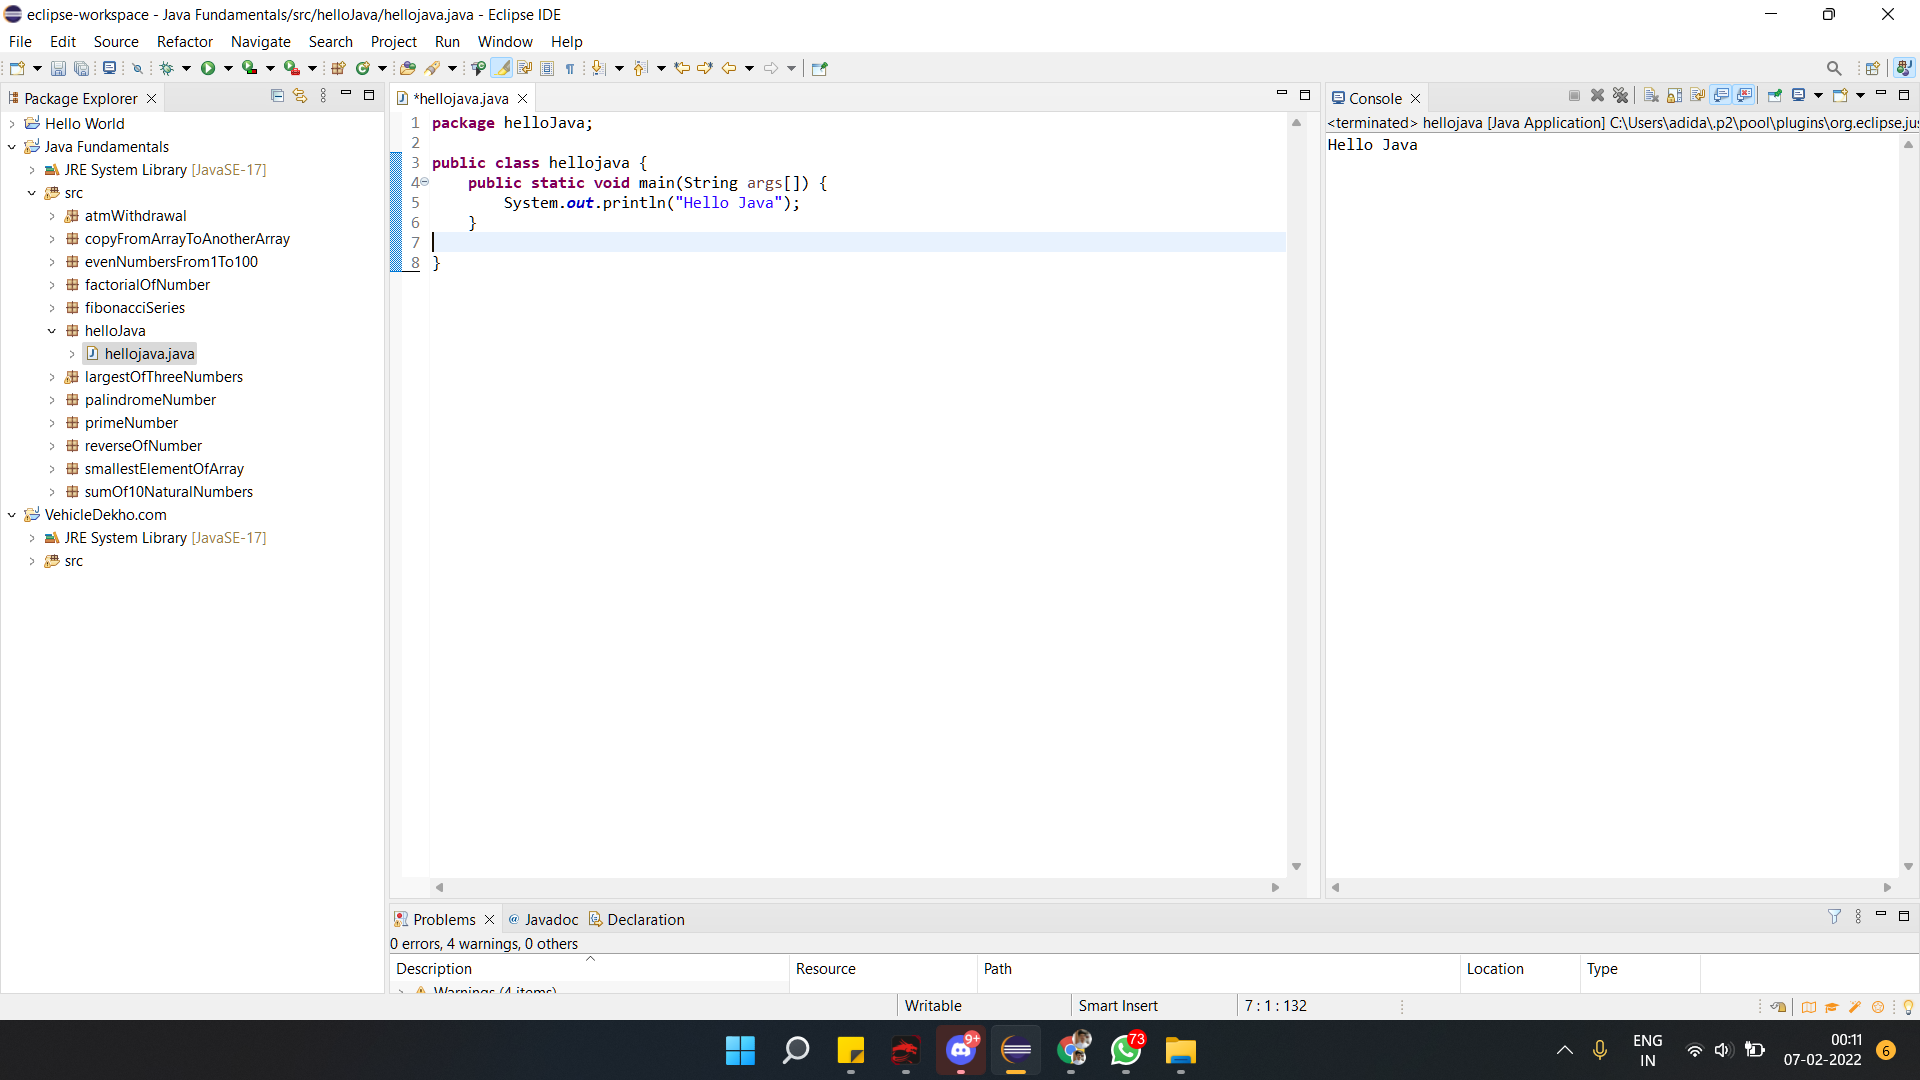 eclipse-workspace - Java Fundamentals/src/helloJava/hellojava.java - Eclipse IDE
File Edit Source Refactor Navigate Search Project Run Window Help
Package Explorer
Hello World
Java Fundamentals
JRE System Library [JavaSE-17]
src
atmWithdrawal
copyFromArrayToAnotherArray
evenNumbersFrom1To100
factorialOfNumber
fibonacciSeries
helloJava
hellojava.java
largestOfThreeNumbers
palindromeNumber
primeNumber
reverseOfNumber
smallestElementOfArray
sumOf10NaturalNumbers
VehicleDekho.com
JRE System Library [JavaSE-17]
src
*hellojava.java
1 package helloJava;
2
3 public class hellojava {
4 public static void main(String args[]) {
5 System.out.println("Hello Java");
6 }
7
8 }
Console
<terminated> hellojava [Java Application] C:\Users\adida\.p2\pool\plugins\org.eclipse.jus
Hello Java
Problems @ Javadoc Declaration
0 errors, 4 warnings, 0 others
Description Resource Path Location Type
Warnings (4 items)
Writable Smart Insert 7 : 1 : 132
9+ 73
ENG
IN
00:11
07-02-2022
6